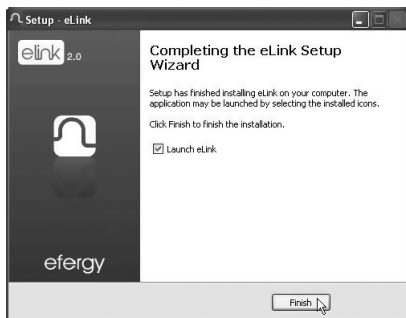 Setup - eLink
elink 2.0
Completing the eLink Setup
Wizard
Setup has finished installing eLink on your computer. The
application may be launched by selecting the installed icons.
Click Finish to finish the installation.
Launch eLink
efergy
Finish